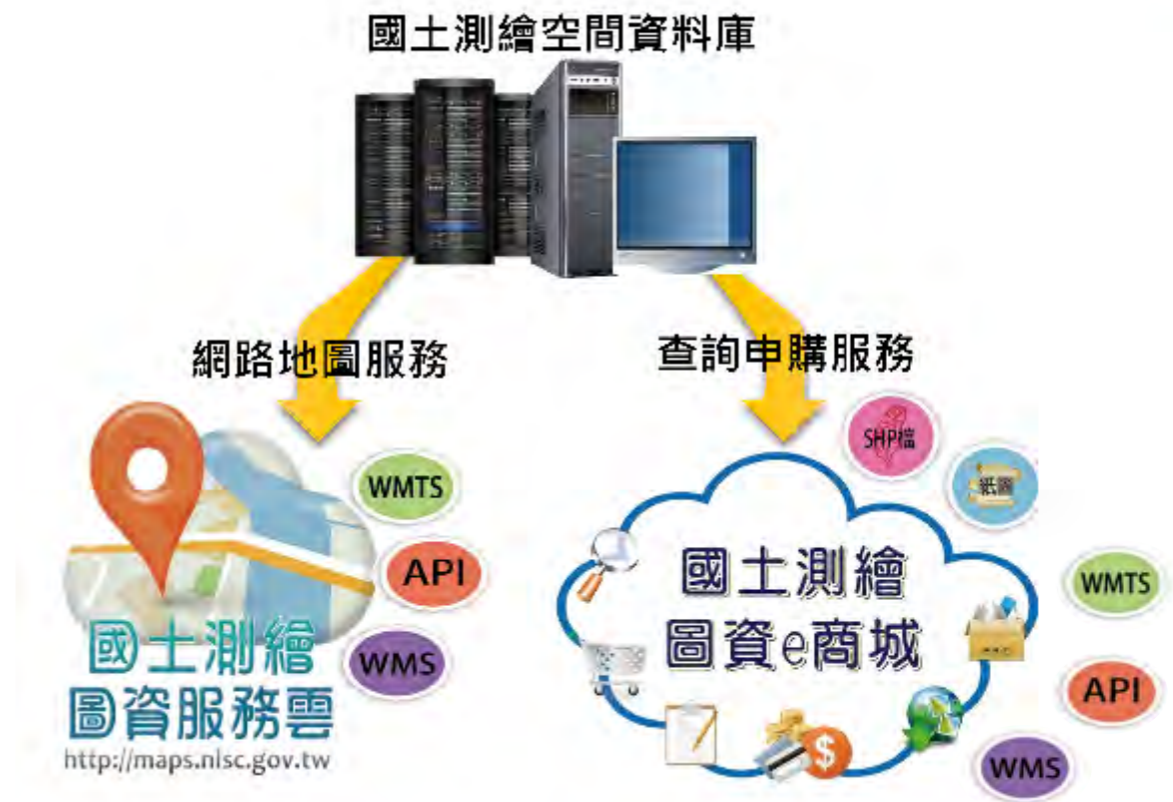 國土測繪空間資料庫
網路地圖服務
查詢申購服務
WMTS
API
WMS
國土測繪
圖資服務雲
http://maps.nlsc.gov.tw
SHP檔
紙圖
國土測繪
圖資e商城
$
WMTS
API
WMS